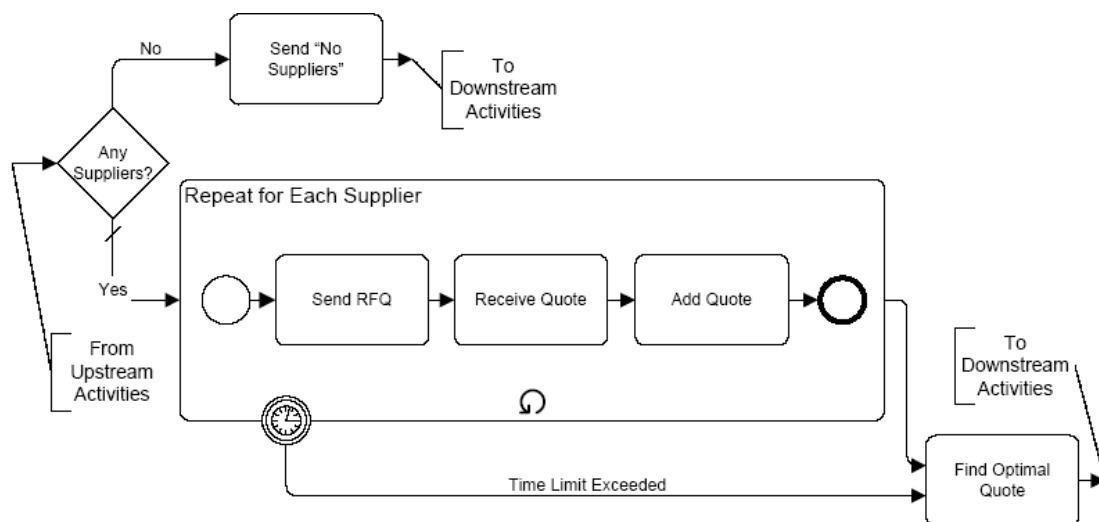 No
Send “No
Suppliers”
To
Downstream
Activities
Any
Suppliers?
Yes
From
Upstream
Activities
Repeat for Each Supplier
Send RFQ
Receive Quote
Add Quote
Time Limit Exceeded
To
Downstream
Activities
Find Optimal
Quote